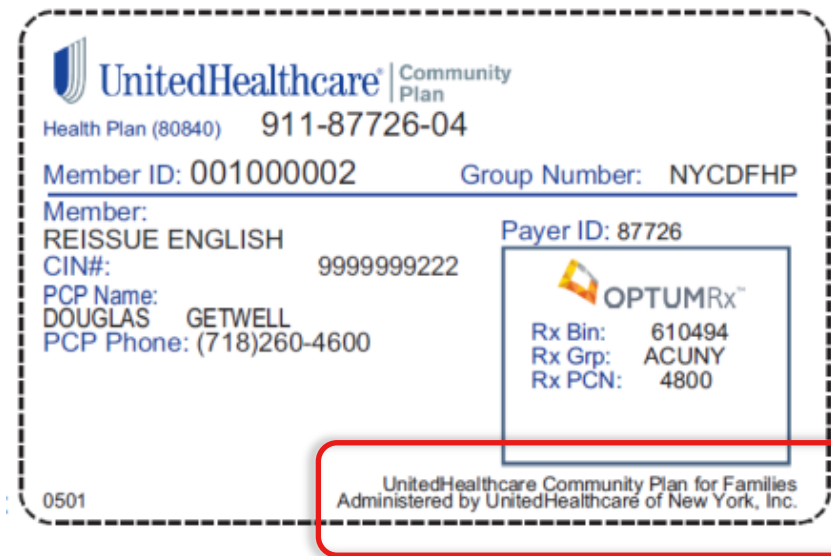 UnitedHealthcare® Community Plan
Health Plan (80840) 911-87726-04
Member ID: 001000002 Group Number: NYCDFHP
Member:
REISSUE ENGLISH
CIN#: 9999999222
PCP Name:
DOUGLAS GETWELL
PCP Phone: (718)260-4600
Payer ID: 87726
OPTUMRx™
Rx Bin: 610494
Rx Grp: ACUNY
Rx PCN: 4800
0501
UnitedHealthcare Community Plan for Families
Administered by UnitedHealthcare of New York, Inc.